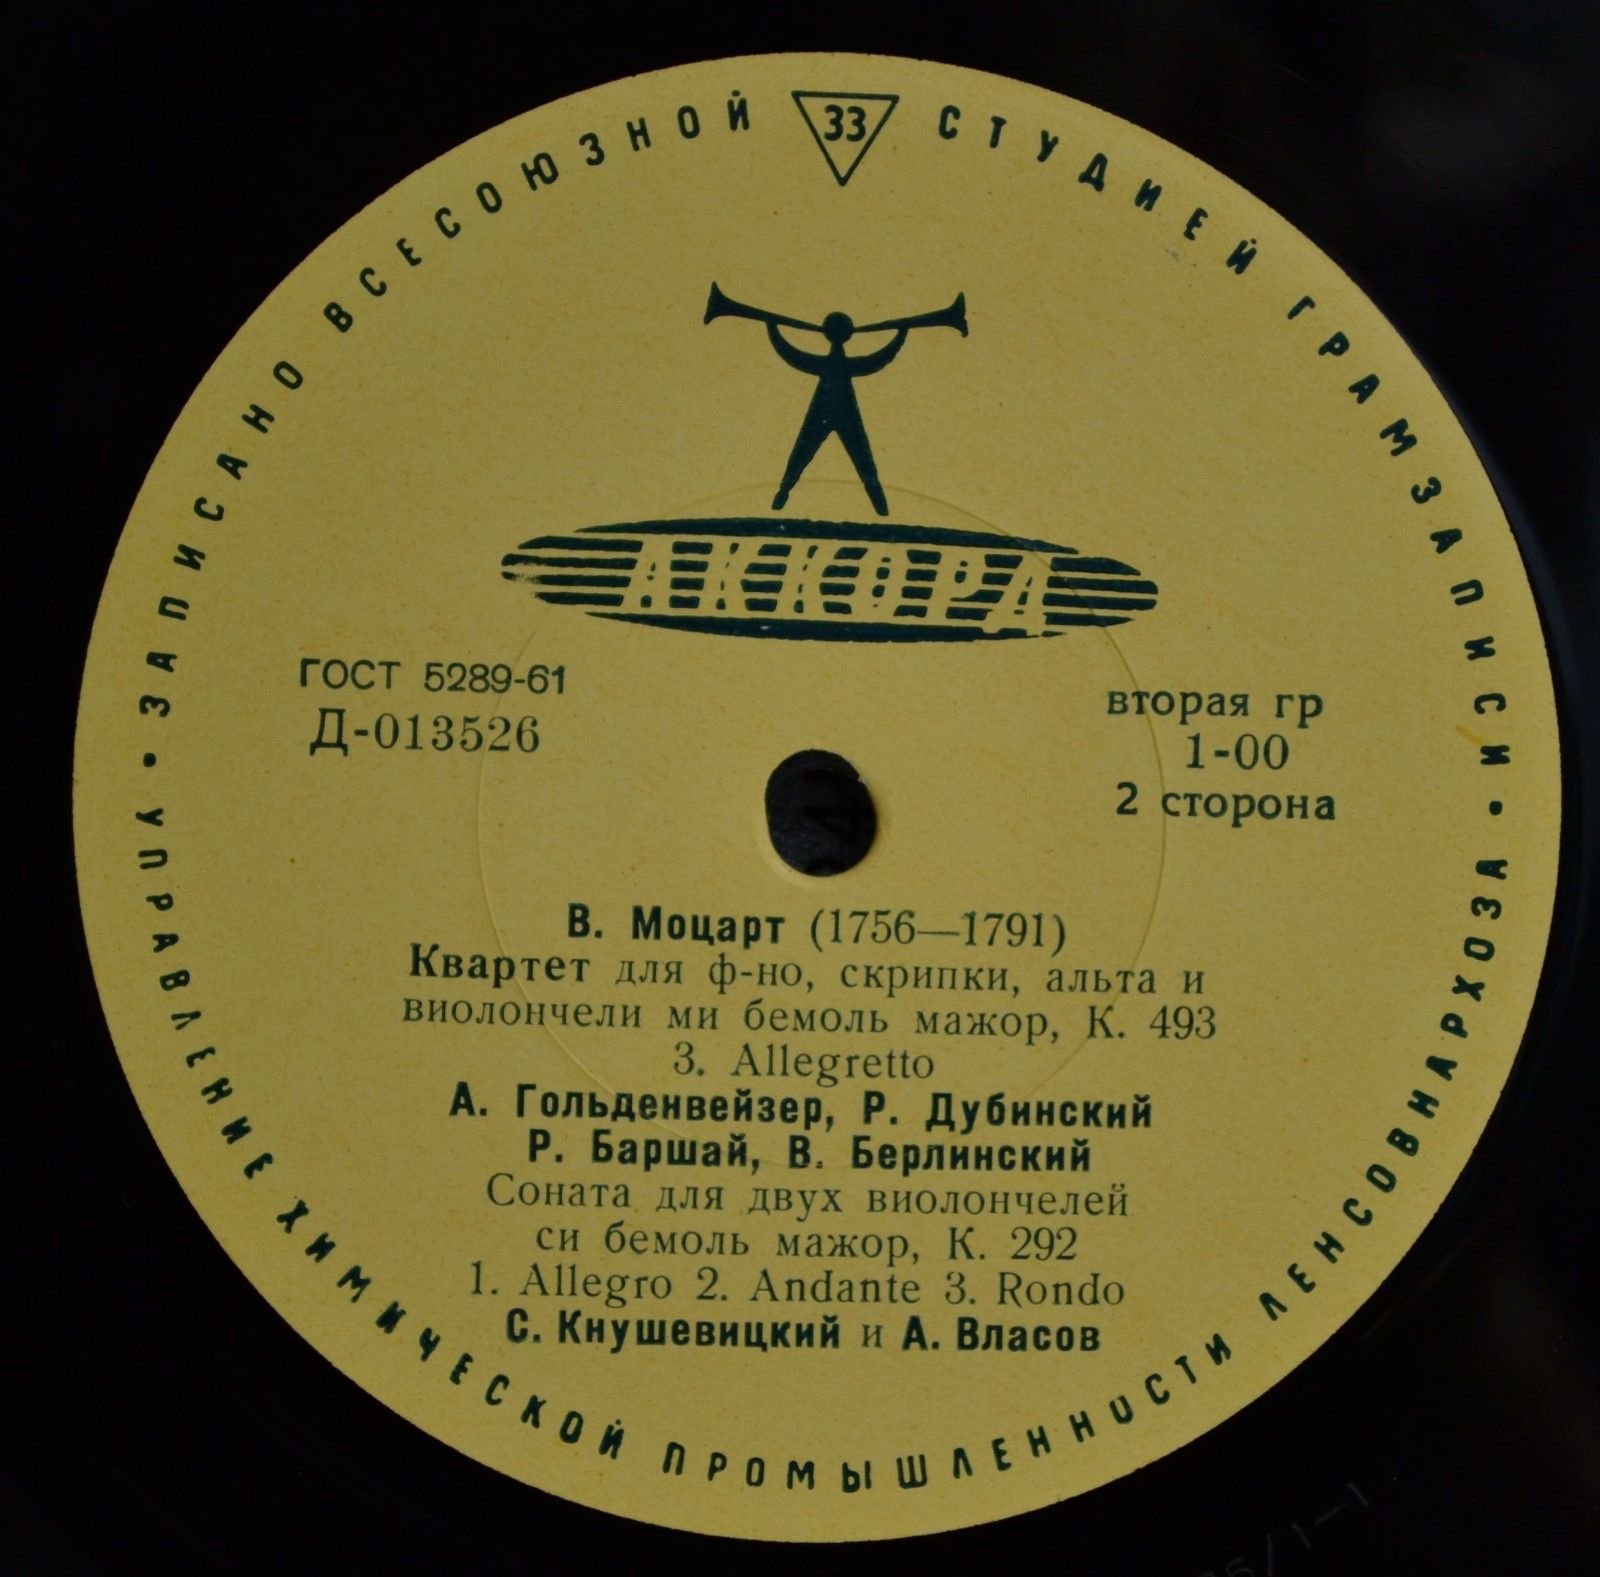 ЗАПИСАНО ВСЕСОЮЗНОЙ СТУДИЕЙ ГРАМЗАПИСИ
33
АККОРД
ГОСТ 5289-61
Д-013526
вторая гр
1-00
2 сторона
В. Моцарт (1756—1791)
Квартет для ф-но, скрипки, альта и
виолончели ми бемоль мажор, К. 493
3. Allegretto
А. Гольденвейзер, Р. Дубинский
Р. Баршай, В. Берлинский
Соната для двух виолончелей
си бемоль мажор, К. 292
1. Allegro 2. Andante 3. Rondo
С. Кнушевицкий и А. Власов
УПРАВЛЕНИЕ ХИМИЧЕСКОЙ ПРОМЫШЛЕННОСТИ ЛЕНСОВНАРХОЗА